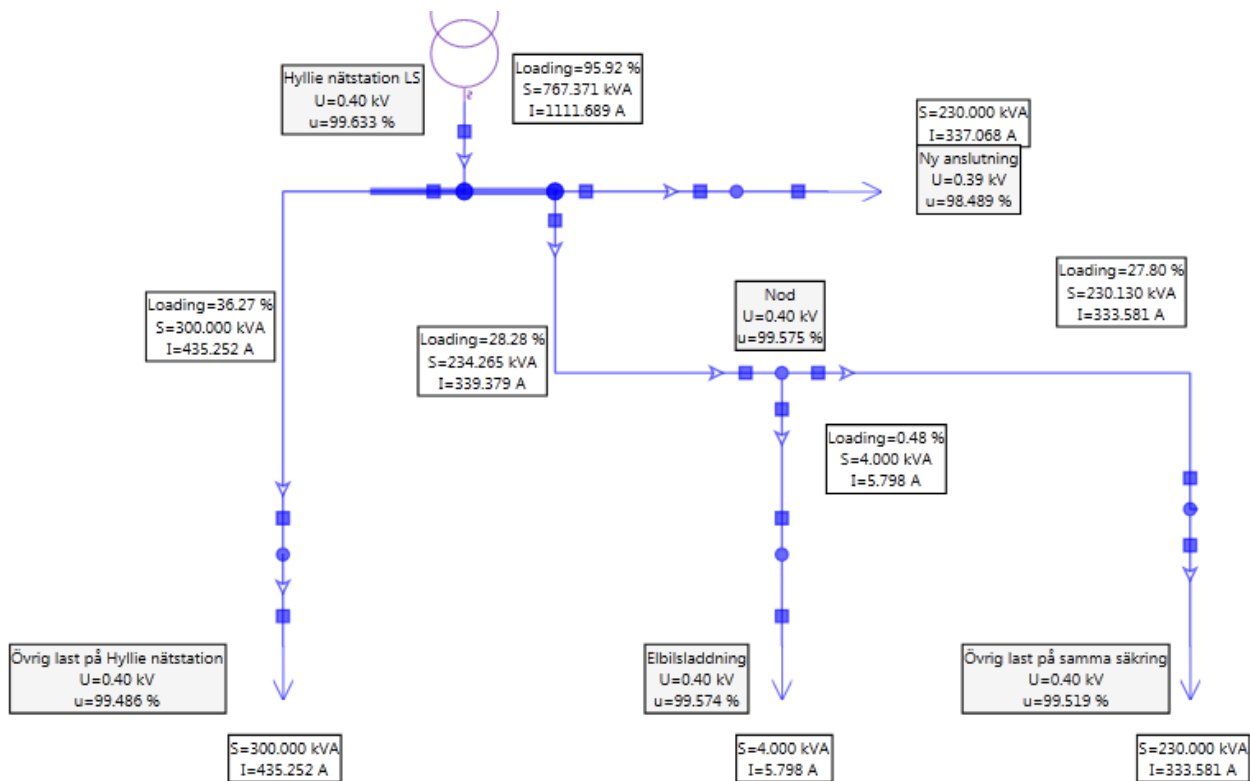 Hyllie nätstation LS
U=0.40 kV
u=99.633 %
Loading=95.92 %
S=767.371 kVA
I=1111.689 A
S=230.000 kVA
I=337.068 A
Ny anslutning
U=0.39 kV
u=98.489 %
Loading=36.27 %
S=300.000 kVA
I=435.252 A
Loading=28.28 %
S=234.265 kVA
I=339.379 A
Nod
U=0.40 kV
u=99.575 %
Loading=27.80 %
S=230.130 kVA
I=333.581 A
Loading=0.48 %
S=4.000 kVA
I=5.798 A
Övrig last på Hyllie nätstation
U=0.40 kV
u=99.486 %
Elbilsladdning
U=0.40 kV
u=99.574 %
Övrig last på samma säkring
U=0.40 kV
u=99.519 %
S=300.000 kVA
I=435.252 A
S=4.000 kVA
I=5.798 A
S=230.000 kVA
I=333.581 A